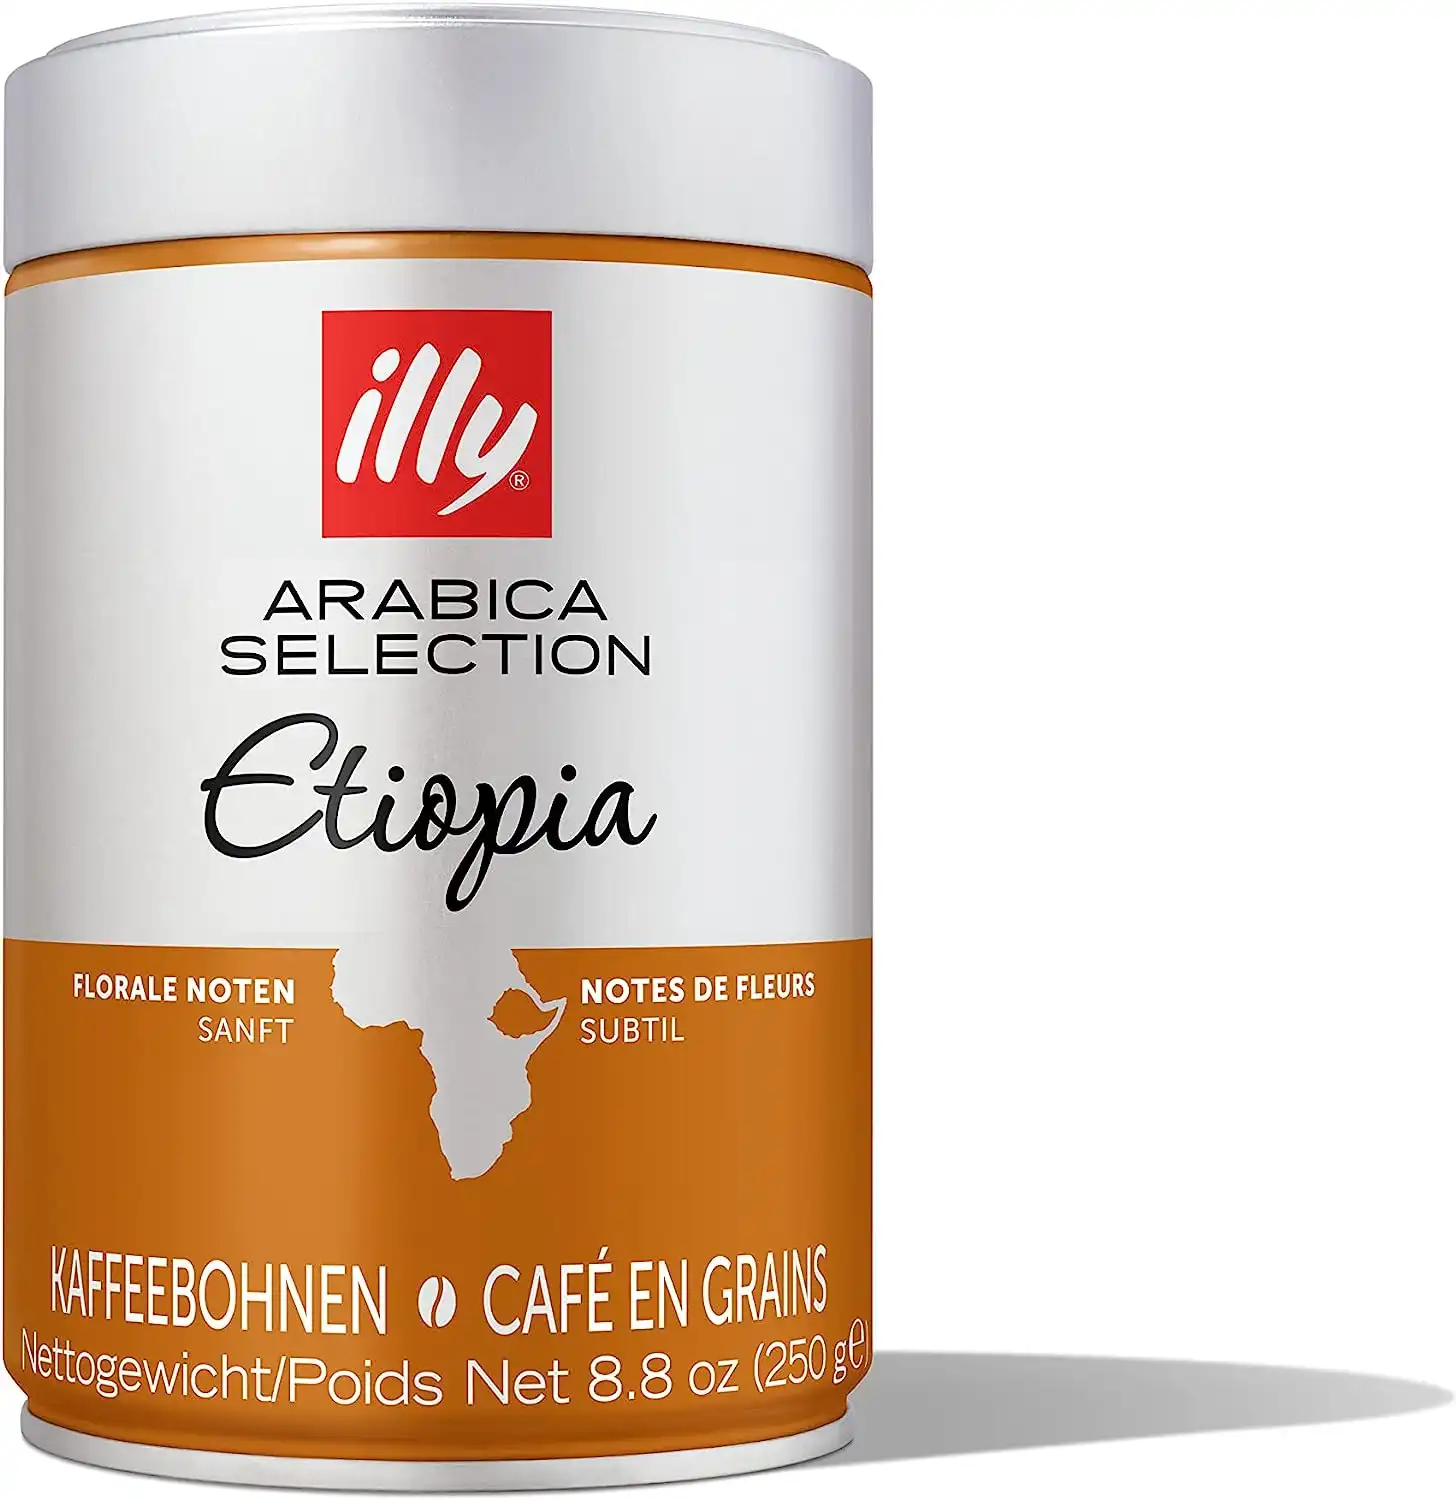 illy®
ARABICA
SELECTION
Etiopia
FLORALE NOTEN
SANFT
NOTES DE FLEURS
SUBTIL
KAFFEEBOHNEN CAFÉ EN GRAINS
Nettogewicht/Poids Net 8.8 oz (250 g℮)